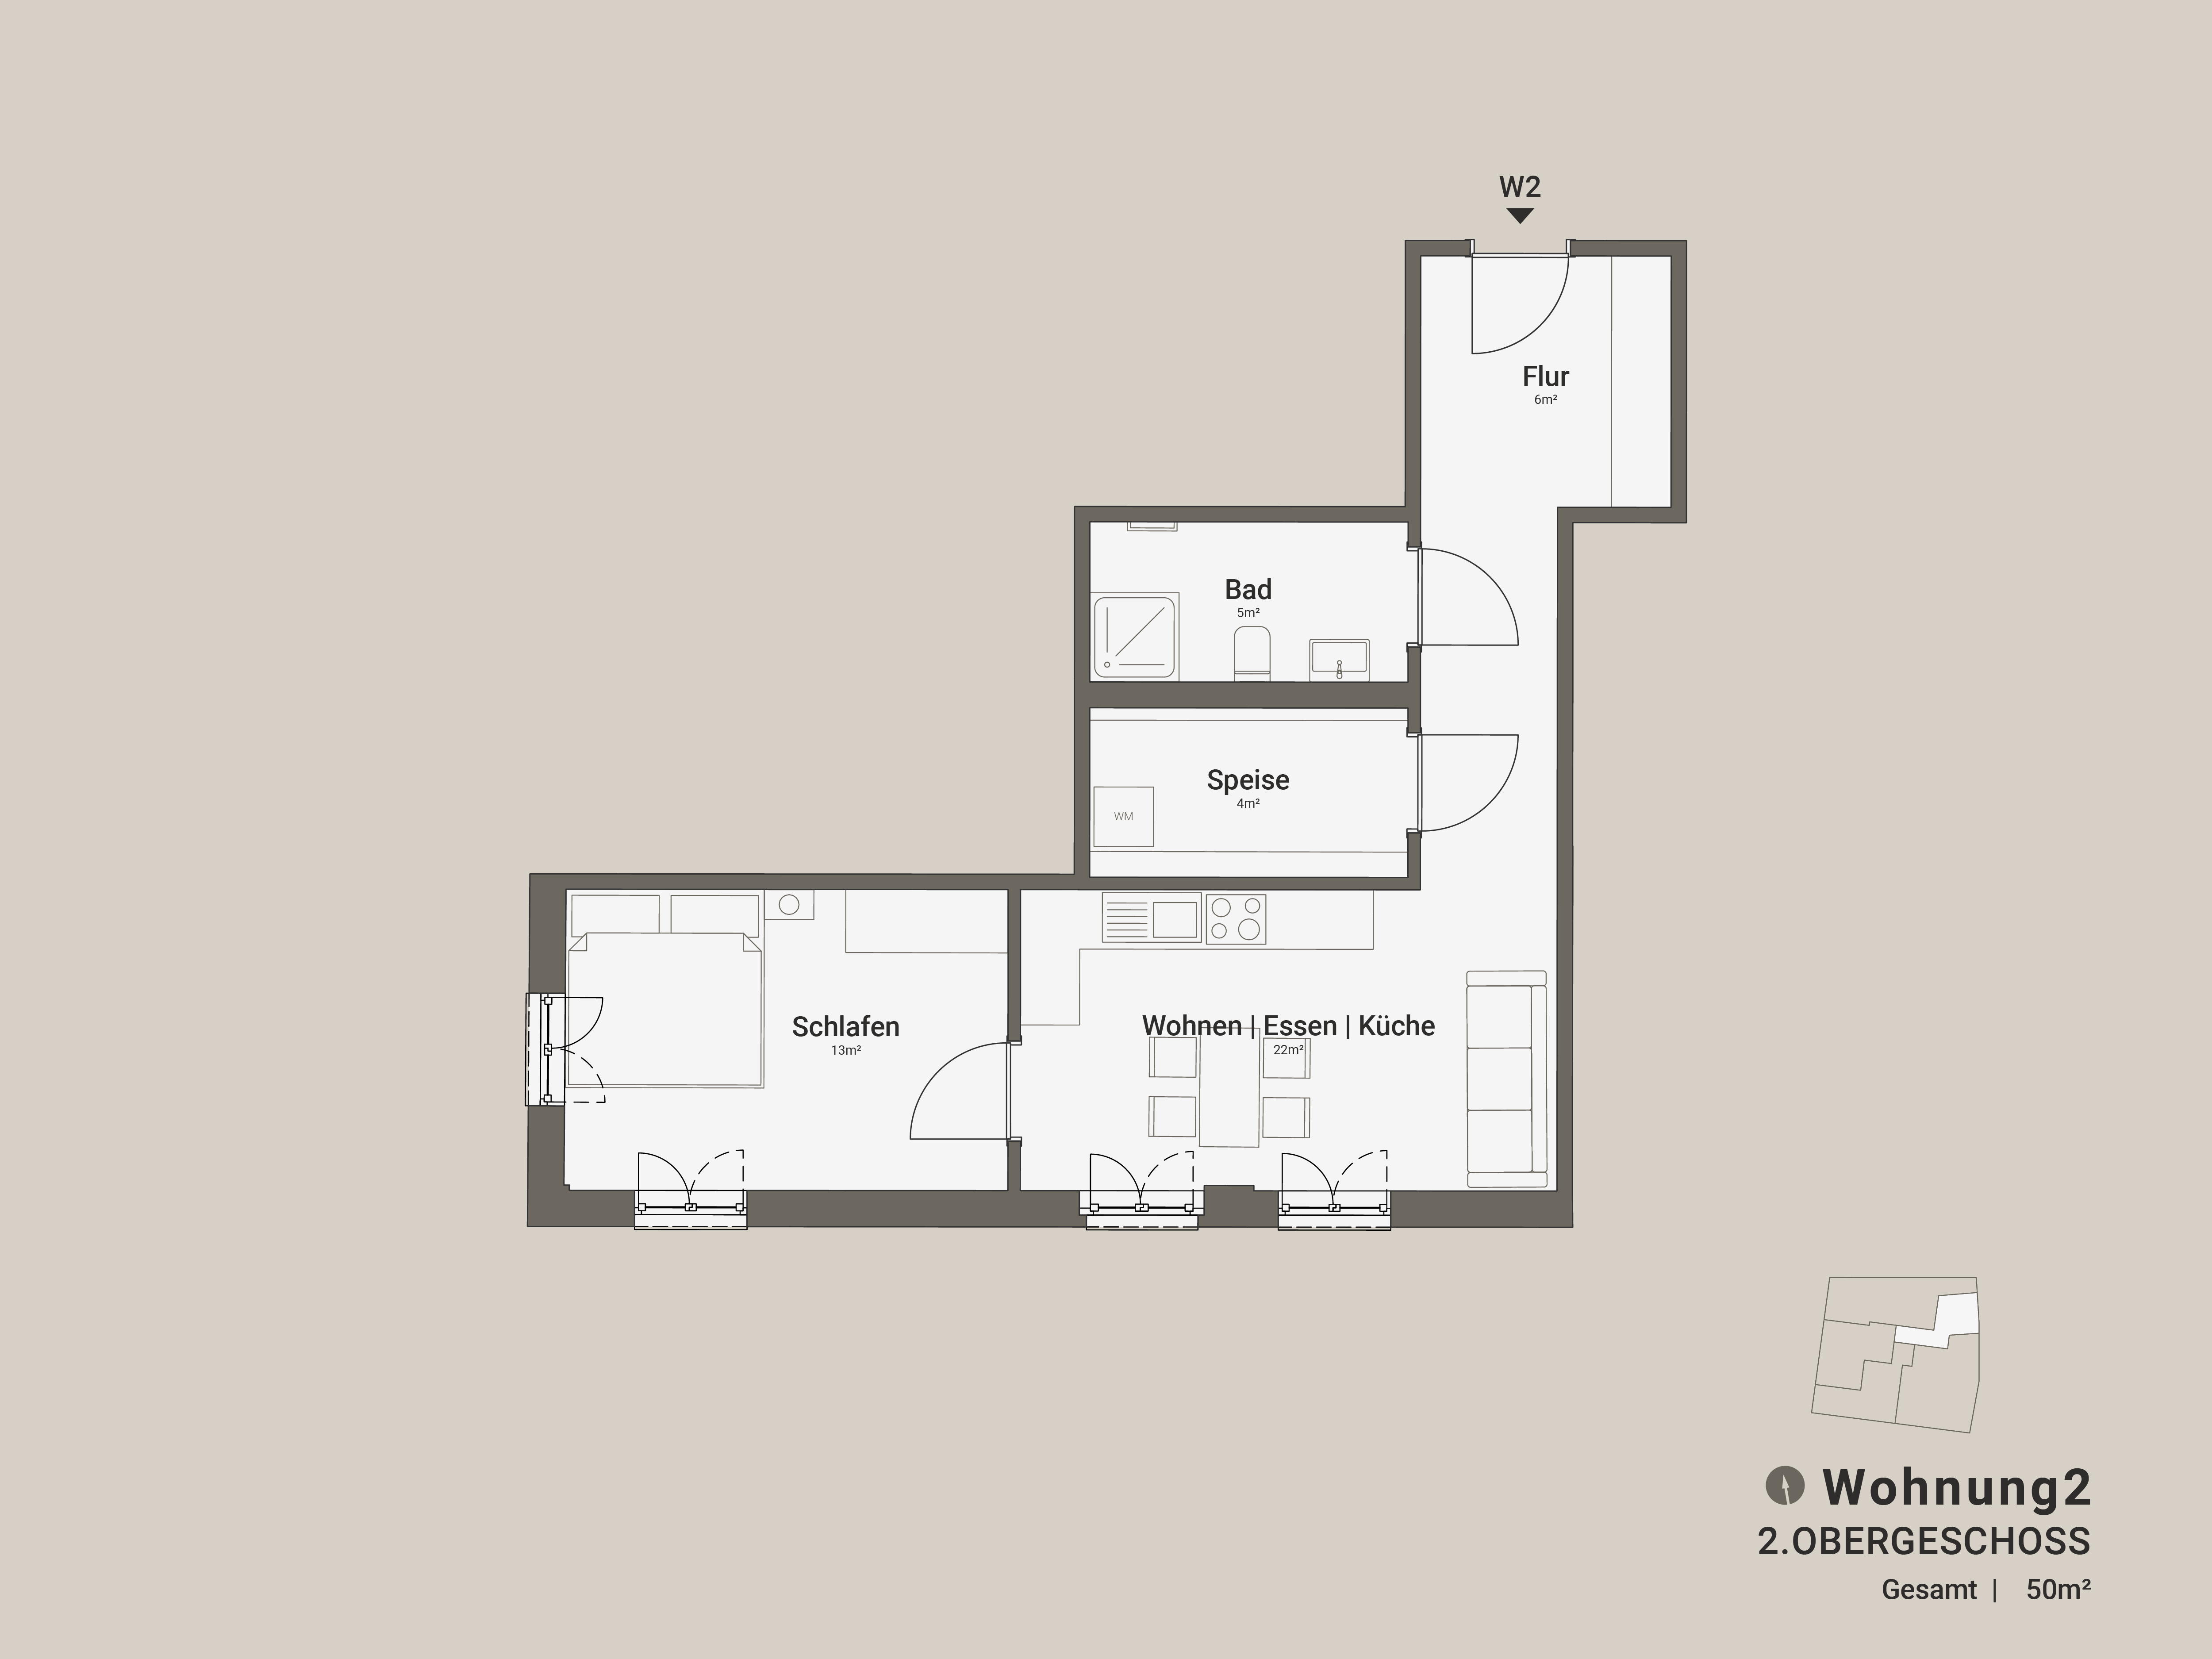 W2
Flur
6m²
Bad
5m²
Speise
4m²
WM
Schlafen
13m²
Wohnen | Essen | Küche
22m²
Wohnung2
2.OBERGESCHOSS
Gesamt | 50m²